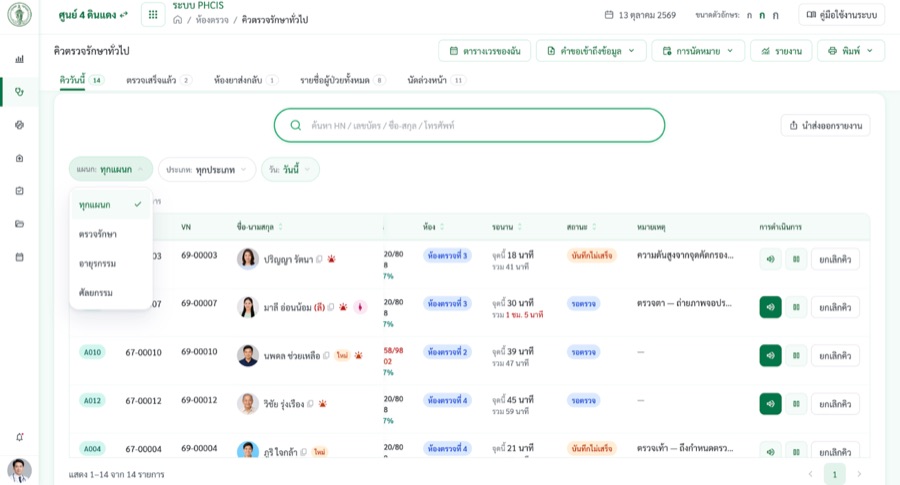 ศูนย์ 4 ดินแดง
ระบบ PHCIS
/ ห้องตรวจ / คิวตรวจรักษาทั่วไป
13 ตุลาคม 2569
ขนาดตัวอักษร: ก ก ก
คู่มือใช้งานระบบ
คิวตรวจรักษาทั่วไป
ตารางเวรของฉัน
คำขอเข้าถึงข้อมูล
การนัดหมาย
รายงาน
พิมพ์
คิววันนี้ 14
ตรวจเสร็จแล้ว 2
ห้องยาส่งกลับ 1
รายชื่อผู้ป่วยทั้งหมด 8
นัดล่วงหน้า 11
ค้นหา HN / เลขบัตร / ชื่อ-สกุล / โทรศัพท์
นำส่งออกรายงาน
แผนก: ทุกแผนก
ประเภท: ทุกประเภท
วัน: วันนี้
ทุกแผนก
ตรวจรักษา
อายุรกรรม
ศัลยกรรม
VN ชื่อ-นามสกุล ห้อง รอนาน สถานะ หมายเหตุ การดำเนินการ
03 69-00003 ปริญญา รัตนา 20/80 8 7% ห้องตรวจที่ 3 จุดนี้ 18 นาที รวม 41 นาที บันทึกไม่เสร็จ ความดันสูงจากจุดคัดกรอง... ยกเลิกคิว
07 69-00007 มาลี อ่อนน้อม (ลี) 20/80 8 7% ห้องตรวจที่ 3 จุดนี้ 30 นาที รวม 1 ชม. 5 นาที รอตรวจ ตรวจตา — ถ่ายภาพจอปร... ยกเลิกคิว
A010 67-00010 69-00010 นพดล ช่วยเหลือ ใหม่ 58/98 02 7% ห้องตรวจที่ 2 จุดนี้ 39 นาที รวม 47 นาที รอตรวจ — ยกเลิกคิว
A012 67-00012 69-00012 วิชัย รุ่งเรือง 20/80 8 7% ห้องตรวจที่ 4 จุดนี้ 45 นาที รวม 59 นาที รอตรวจ — ยกเลิกคิว
A004 67-00004 69-00004 ภูริ ใจกล้า ใหม่ 20/80 ห้องตรวจที่ 4 จุดนี้ 21 นาที บันทึกไม่เสร็จ ตรวจเท้า — ถึงกำหนดตรว... ยกเลิกคิว
แสดง 1–14 จาก 14 รายการ
1